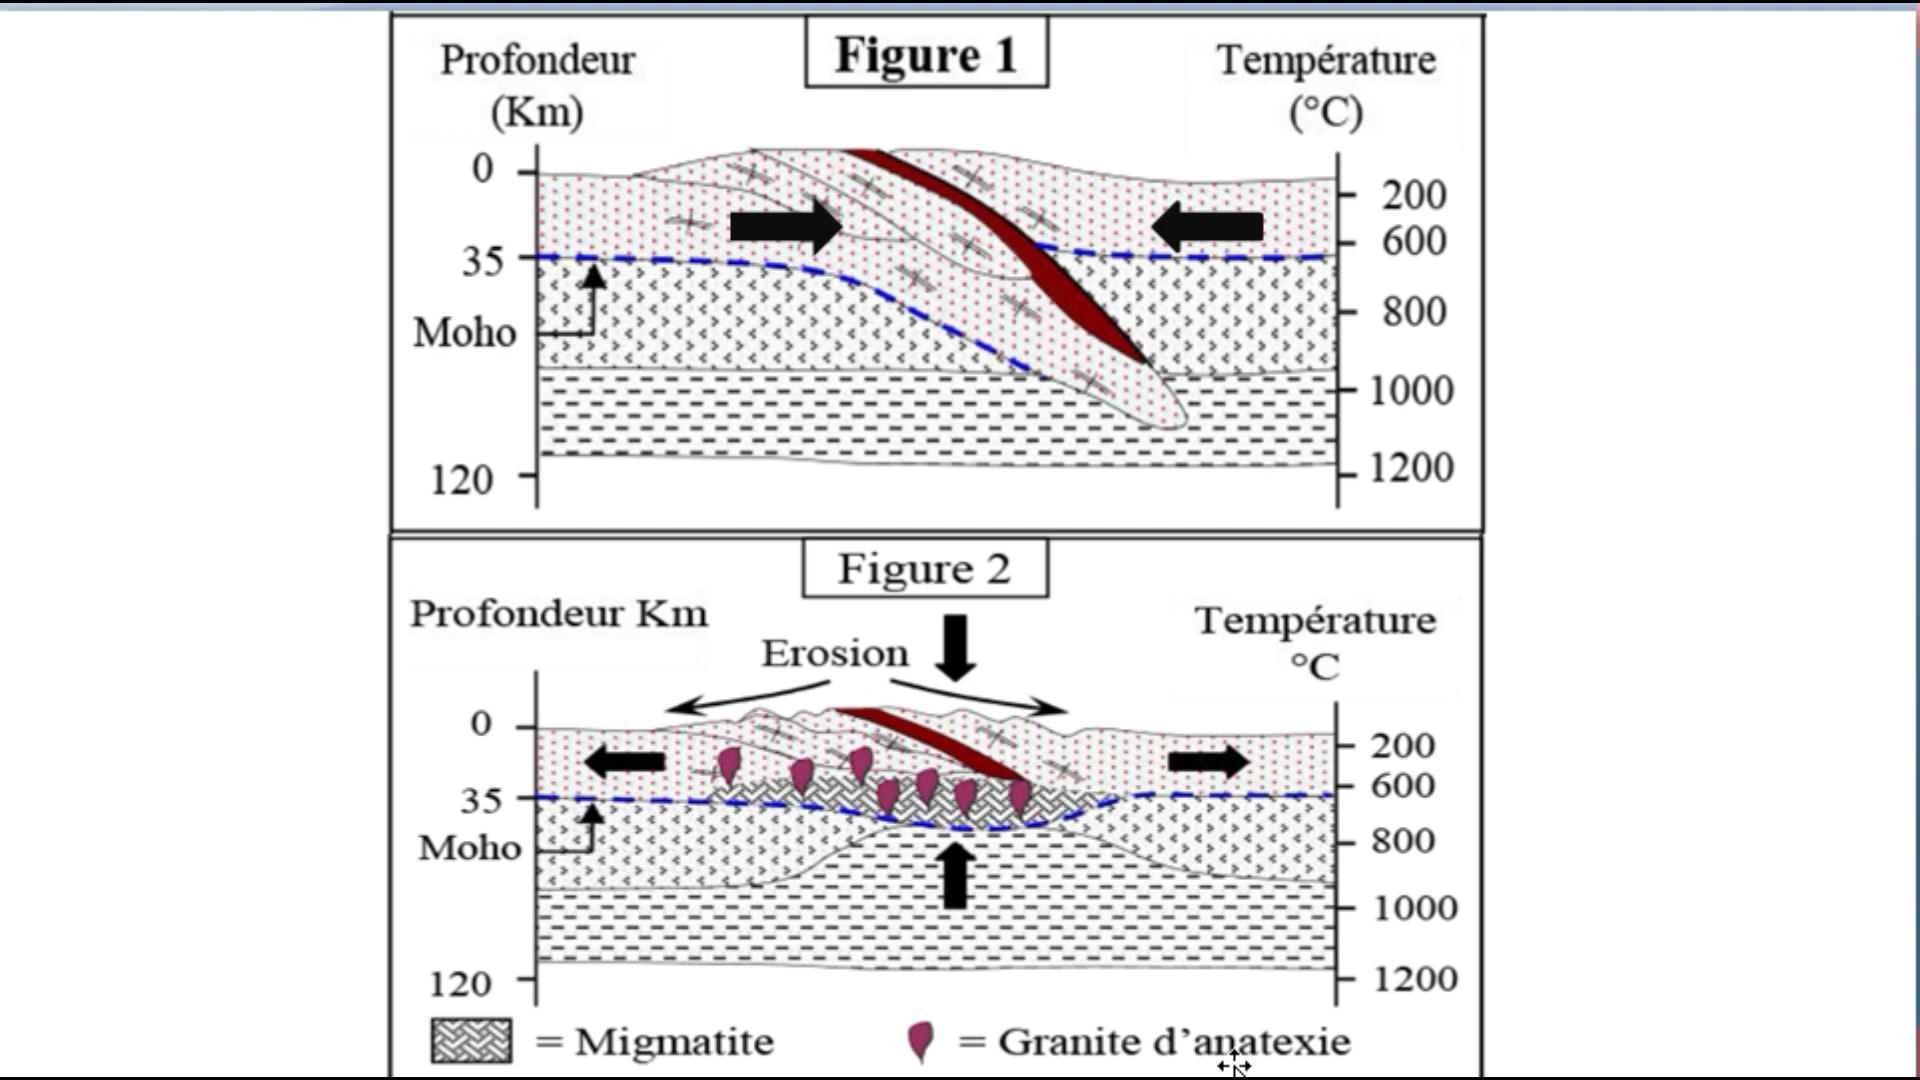 Figure 1
Profondeur
(Km)
Température
(°C)
0
35
Moho
120
200
600
800
1000
1200
Figure 2
Profondeur Km
Température
°C
Erosion
0
35
Moho
120
200
600
800
1000
1200
= Migmatite
= Granite d'anatexie